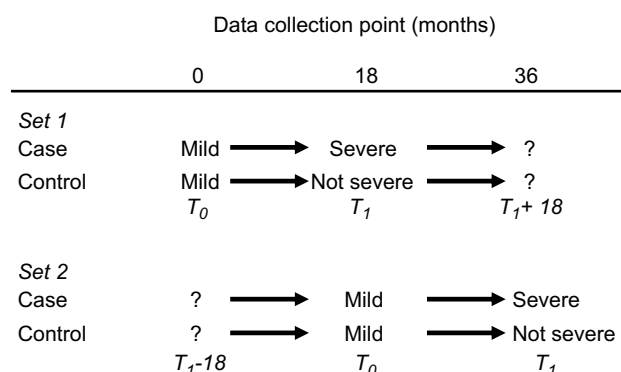 Data collection point (months)
0 18 36
Set 1
Case Mild Severe ?
Control Mild Not severe ?
T0 T1 T1+ 18
Set 2
Case ? Mild Severe
Control ? Mild Not severe
T1-18 T0 T1